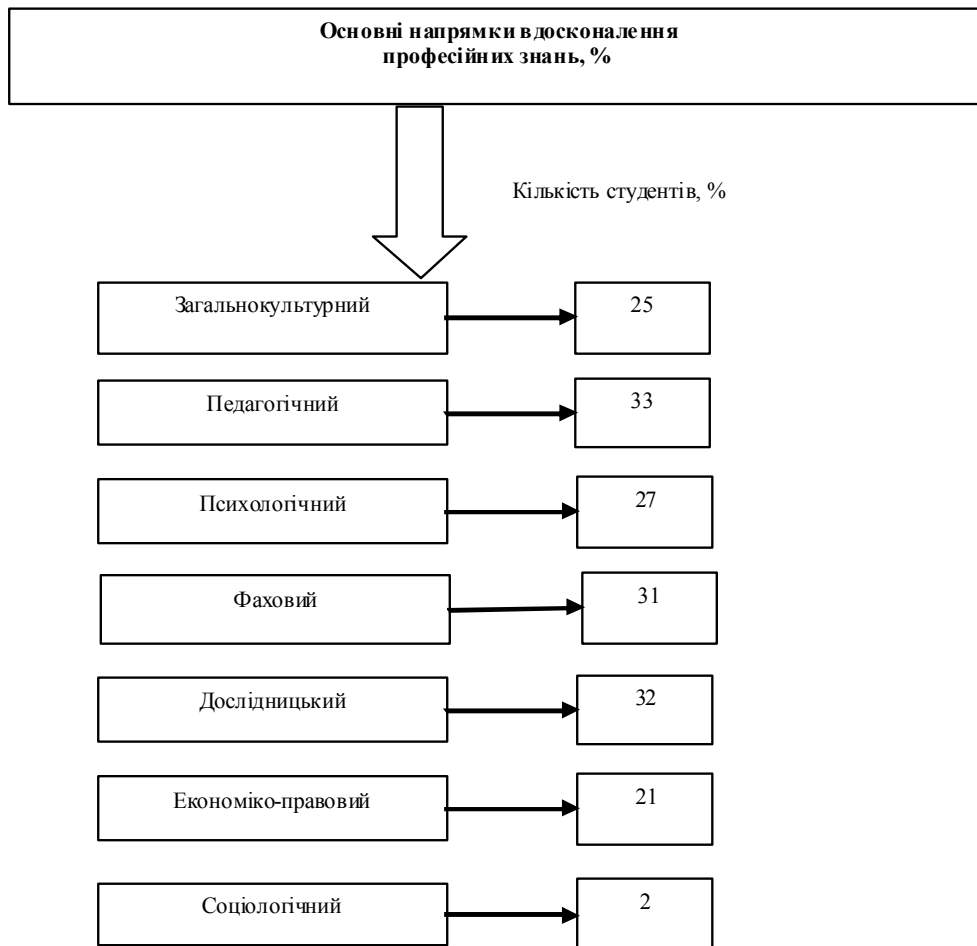 Основні напрямки вдосконалення
професійних знань, %
Кількість студентів, %
Загальнокультурний
25
Педагогічний
33
Психологічний
27
Фаховий
31
Дослідницький
32
Економіко-правовий
21
Соціологічний
2